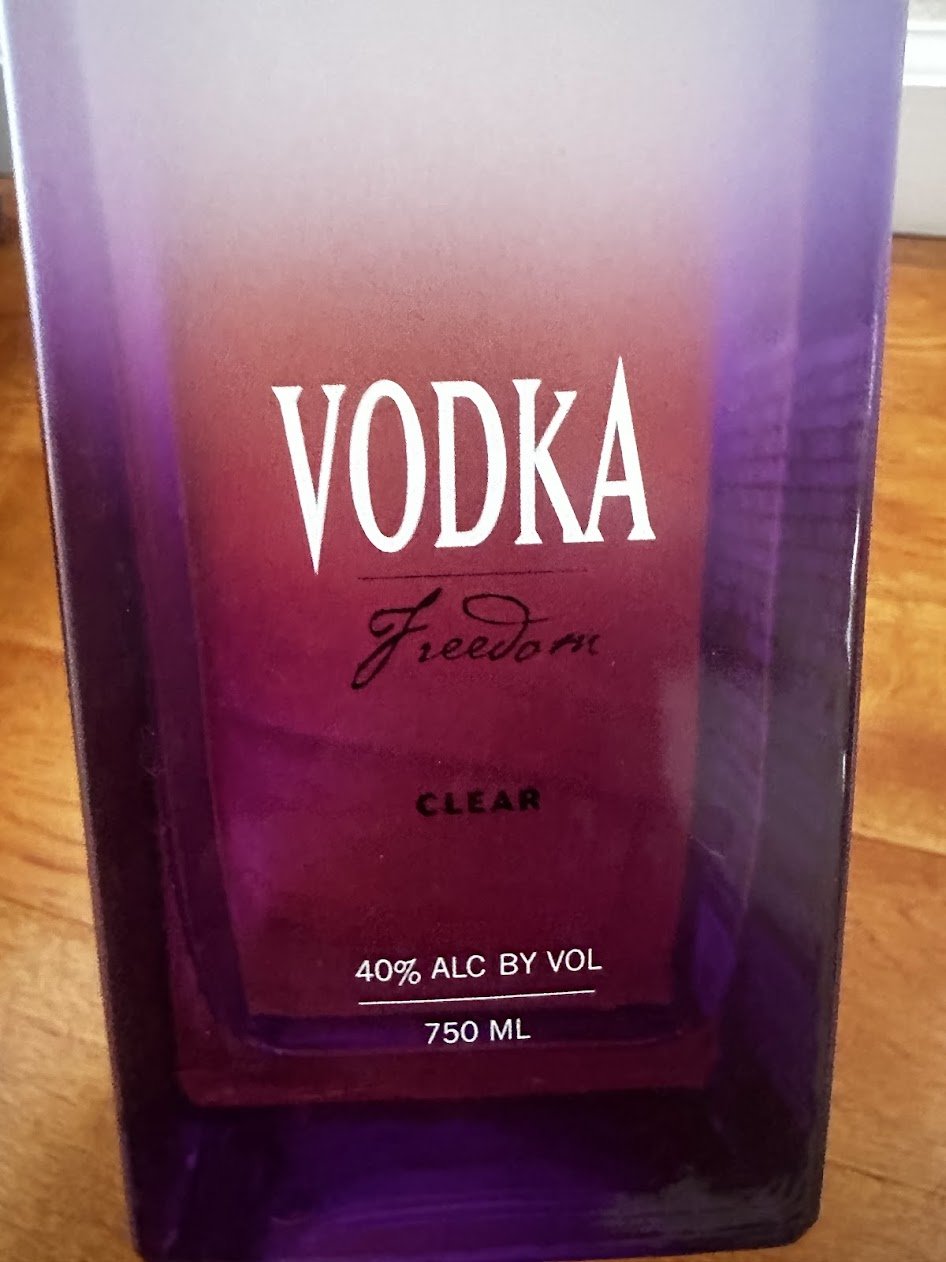 VODKA
Freedom
CLEAR
40% ALC BY VOL
750 ML